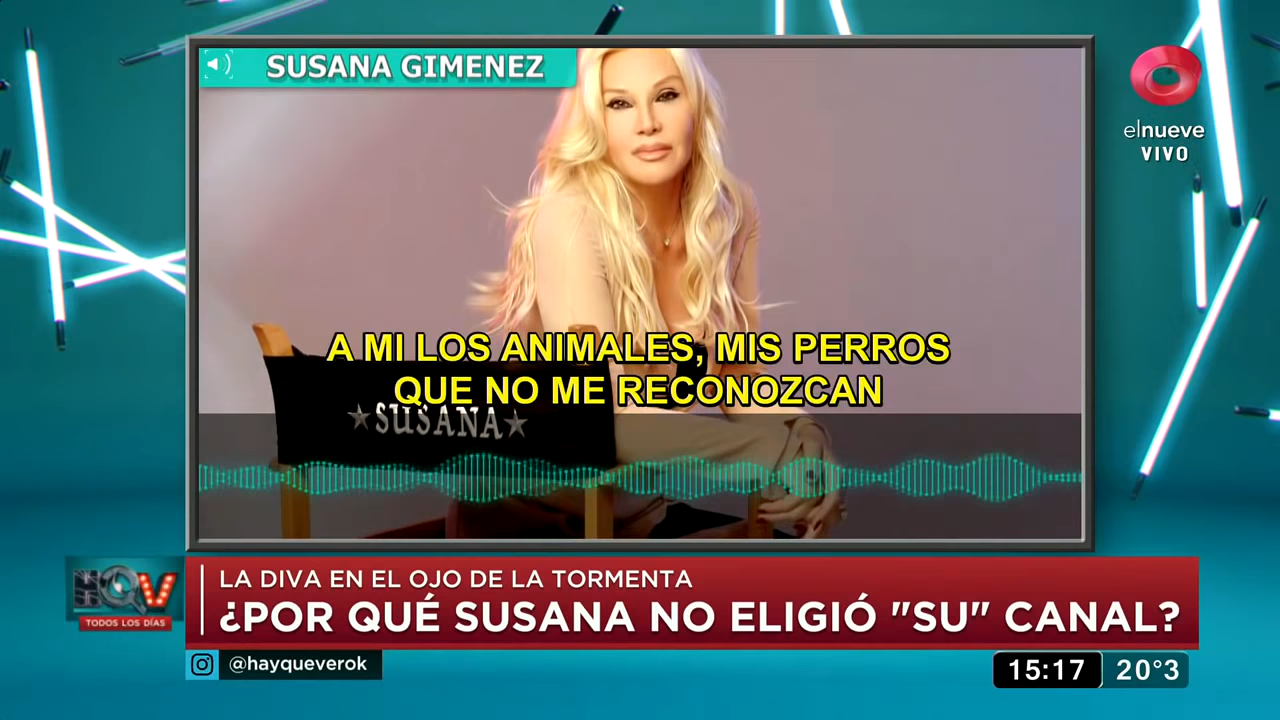 SUSANA GIMENEZ
elnueve
VIVO
A MI LOS ANIMALES, MIS PERROS
QUE NO ME RECONOZCAN
★SUSANA★
HQV
TODOS LOS DÍAS
LA DIVA EN EL OJO DE LA TORMENTA
¿POR QUÉ SUSANA NO ELIGIÓ "SU" CANAL?
@hayqueverok
15:17 20°3